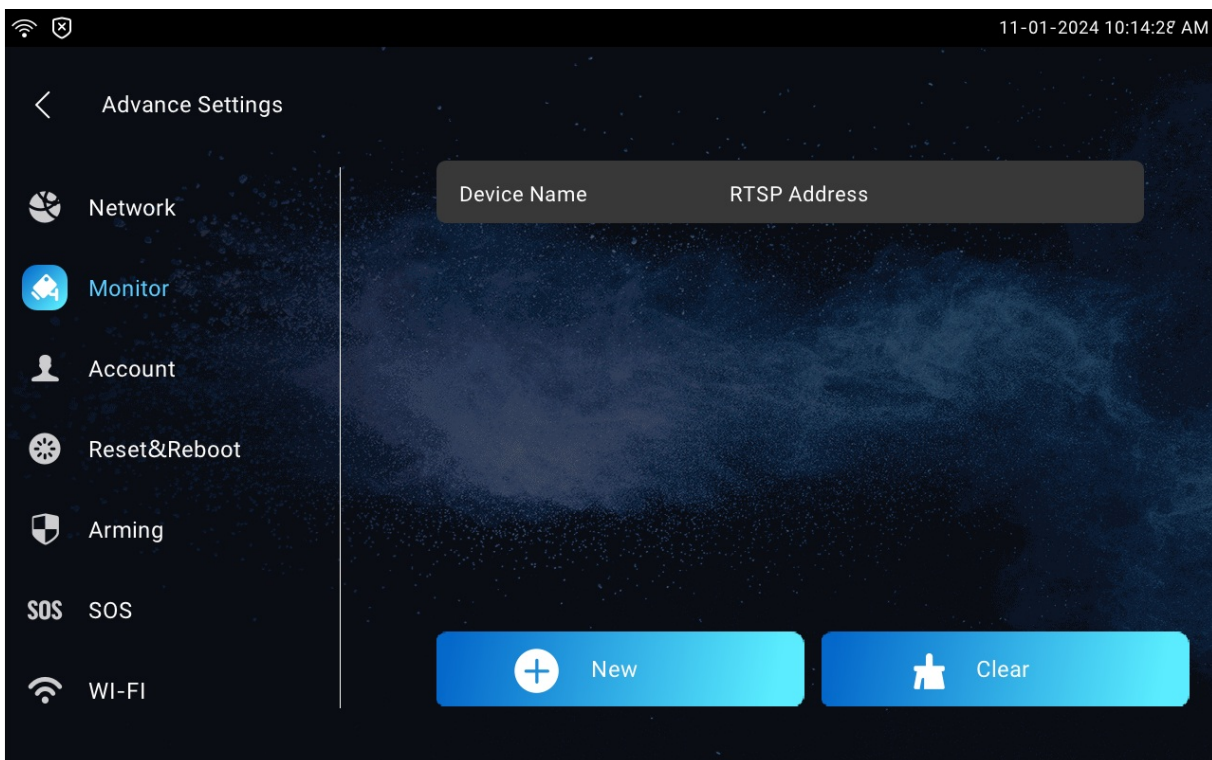 11-01-2024 10:14:28 AM
Advance Settings
Network
Monitor
Account
Reset&Reboot
Arming
SOS SOS
WI-FI
Device Name RTSP Address
New
Clear